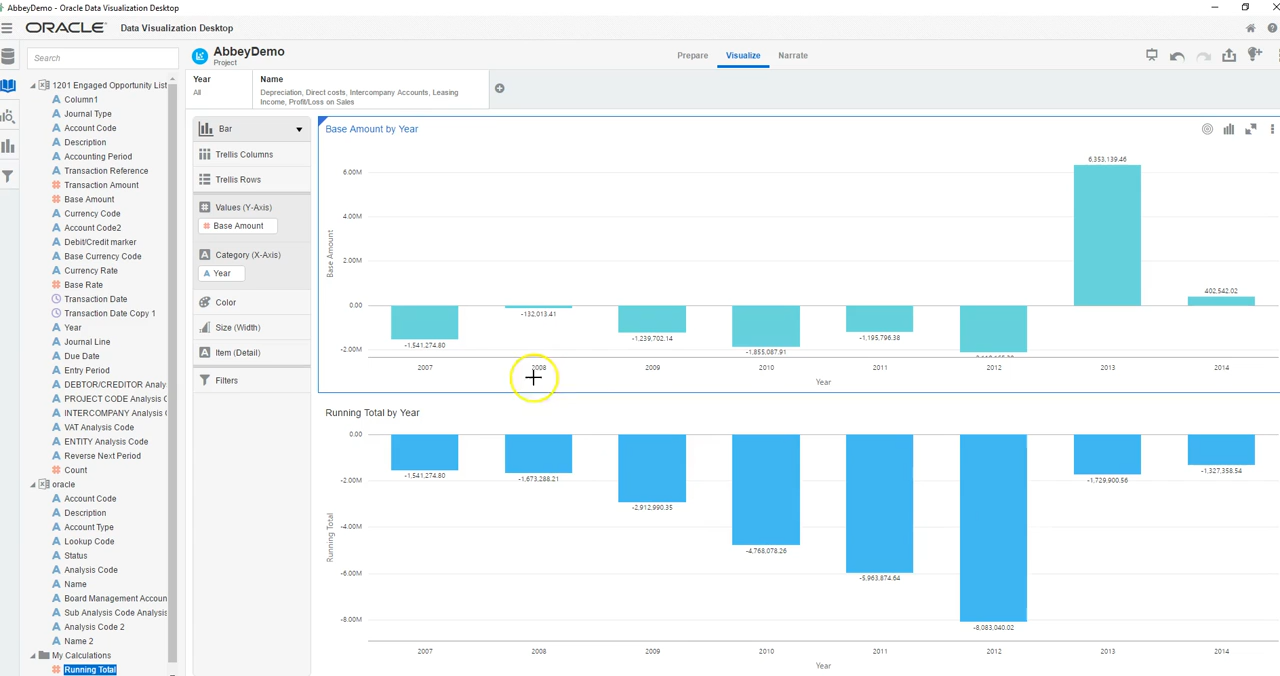 AbbeyDemo - Oracle Data Visualization Desktop
ORACLE Data Visualization Desktop
Search
AbbeyDemo
Project
Prepare Visualize Narrate
Year
All
Name
Depreciation, Direct costs, Intercompany Accounts, Leasing
Income, Profit/Loss on Sales
1201 Engaged Opportunity List
Column1
Journal Type
Account Code
Description
Accounting Period
Transaction Reference
Transaction Amount
Base Amount
Currency Code
Account Code2
Debit/Credit marker
Base Currency Code
Currency Rate
Base Rate
Transaction Date
Transaction Date Copy 1
Year
Journal Line
Due Date
Entry Period
DEBTOR/CREDITOR Analy
PROJECT CODE Analysis C
INTERCOMPANY Analysis C
VAT Analysis Code
ENTITY Analysis Code
Reverse Next Period
Count
oracle
Account Code
Description
Account Type
Lookup Code
Status
Analysis Code
Name
Board Management Accoun
Sub Analysis Code Analysis
Analysis Code 2
Name 2
My Calculations
Running Total
Bar
Trellis Columns
Trellis Rows
Values (Y-Axis)
Base Amount
Category (X-Axis)
Year
Color
Size (Width)
Item (Detail)
Filters
Base Amount by Year
Base Amount
6.00M
4.00M
2.00M
0.00
-2.00M
-1,541,274.80
-132,013.41
-1,239,702.14
-1,855,087.91
-1,195,796.38
6,353,139.46
402,542.02
2007 2008 2009 2010 2011 2012 2013 2014
Year
Running Total by Year
Running Total
0.00
-2.00M
-4.00M
-6.00M
-8.00M
-1,541,274.80
-1,673,288.21
-2,912,990.35
-4,768,078.26
-5,963,874.64
-8,083,040.02
-1,729,900.56
-1,327,358.54
2007 2008 2009 2010 2011 2012 2013 2014
Year